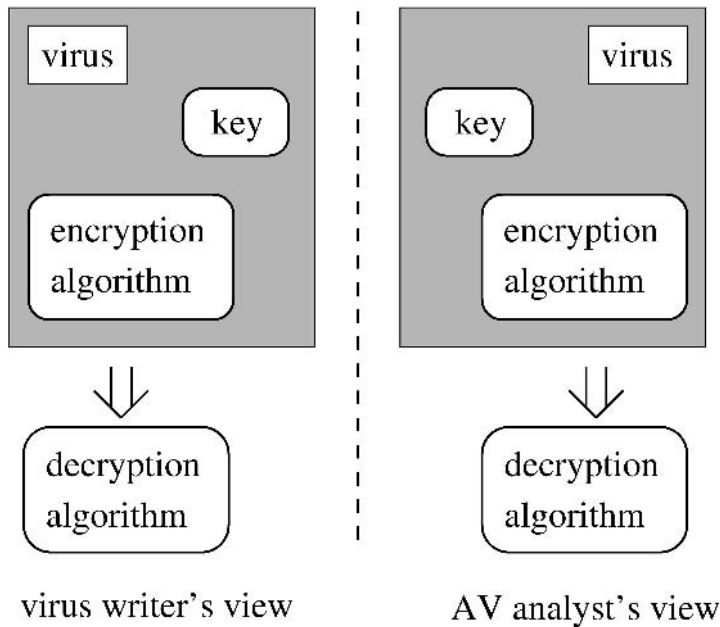 virus
key
encryption
algorithm
decryption
algorithm
virus writer's view
virus
key
encryption
algorithm
decryption
algorithm
AV analyst's view